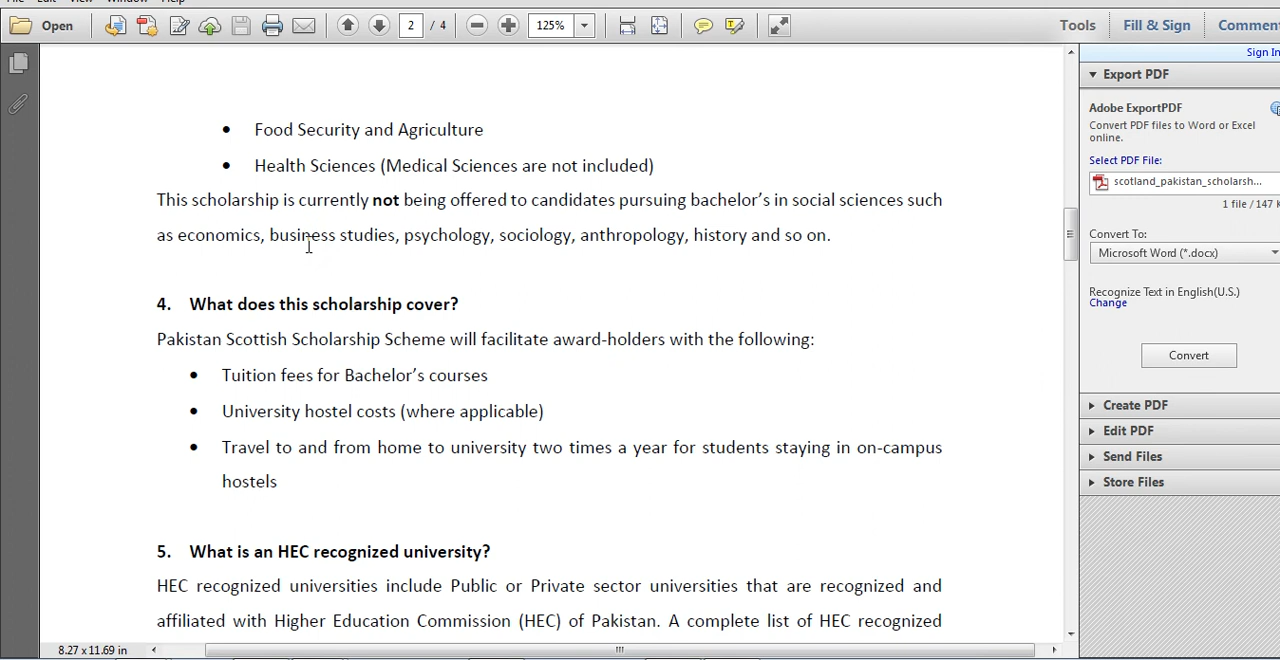 Open
2 / 4
125%
Tools
Fill & Sign
Commen
Sign In
Export PDF
Adobe ExportPDF
Convert PDF files to Word or Excel
online.
Select PDF File:
scotland_pakistan_scholarsh...
1 file / 147 K
Convert To:
Microsoft Word (*.docx)
Recognize Text in English(U.S.)
Change
Convert
Create PDF
Edit PDF
Send Files
Store Files
• Food Security and Agriculture
• Health Sciences (Medical Sciences are not included)
This scholarship is currently not being offered to candidates pursuing bachelor’s in social sciences such
as economics, business studies, psychology, sociology, anthropology, history and so on.
4. What does this scholarship cover?
Pakistan Scottish Scholarship Scheme will facilitate award-holders with the following:
• Tuition fees for Bachelor’s courses
• University hostel costs (where applicable)
• Travel to and from home to university two times a year for students staying in on-campus
hostels
5. What is an HEC recognized university?
HEC recognized universities include Public or Private sector universities that are recognized and
affiliated with Higher Education Commission (HEC) of Pakistan. A complete list of HEC recognized
8.27 x 11.69 in